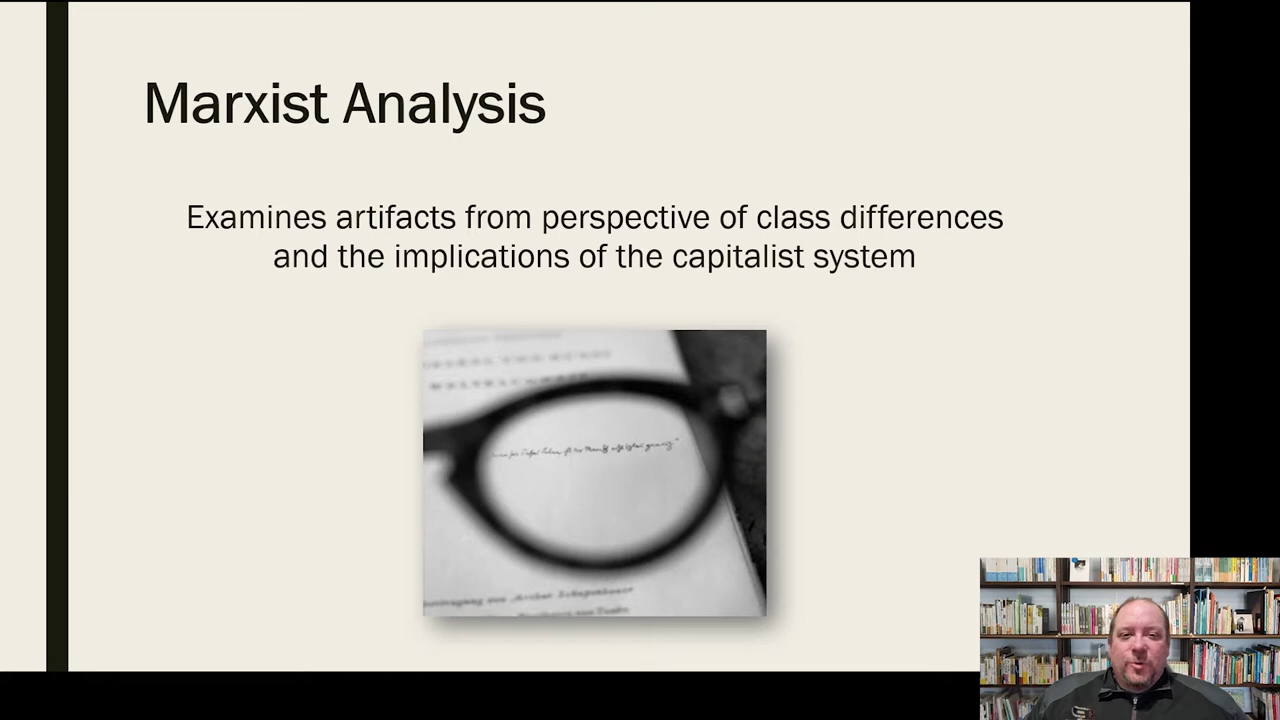 Marxist Analysis
Examines artifacts from perspective of class differences
and the implications of the capitalist system